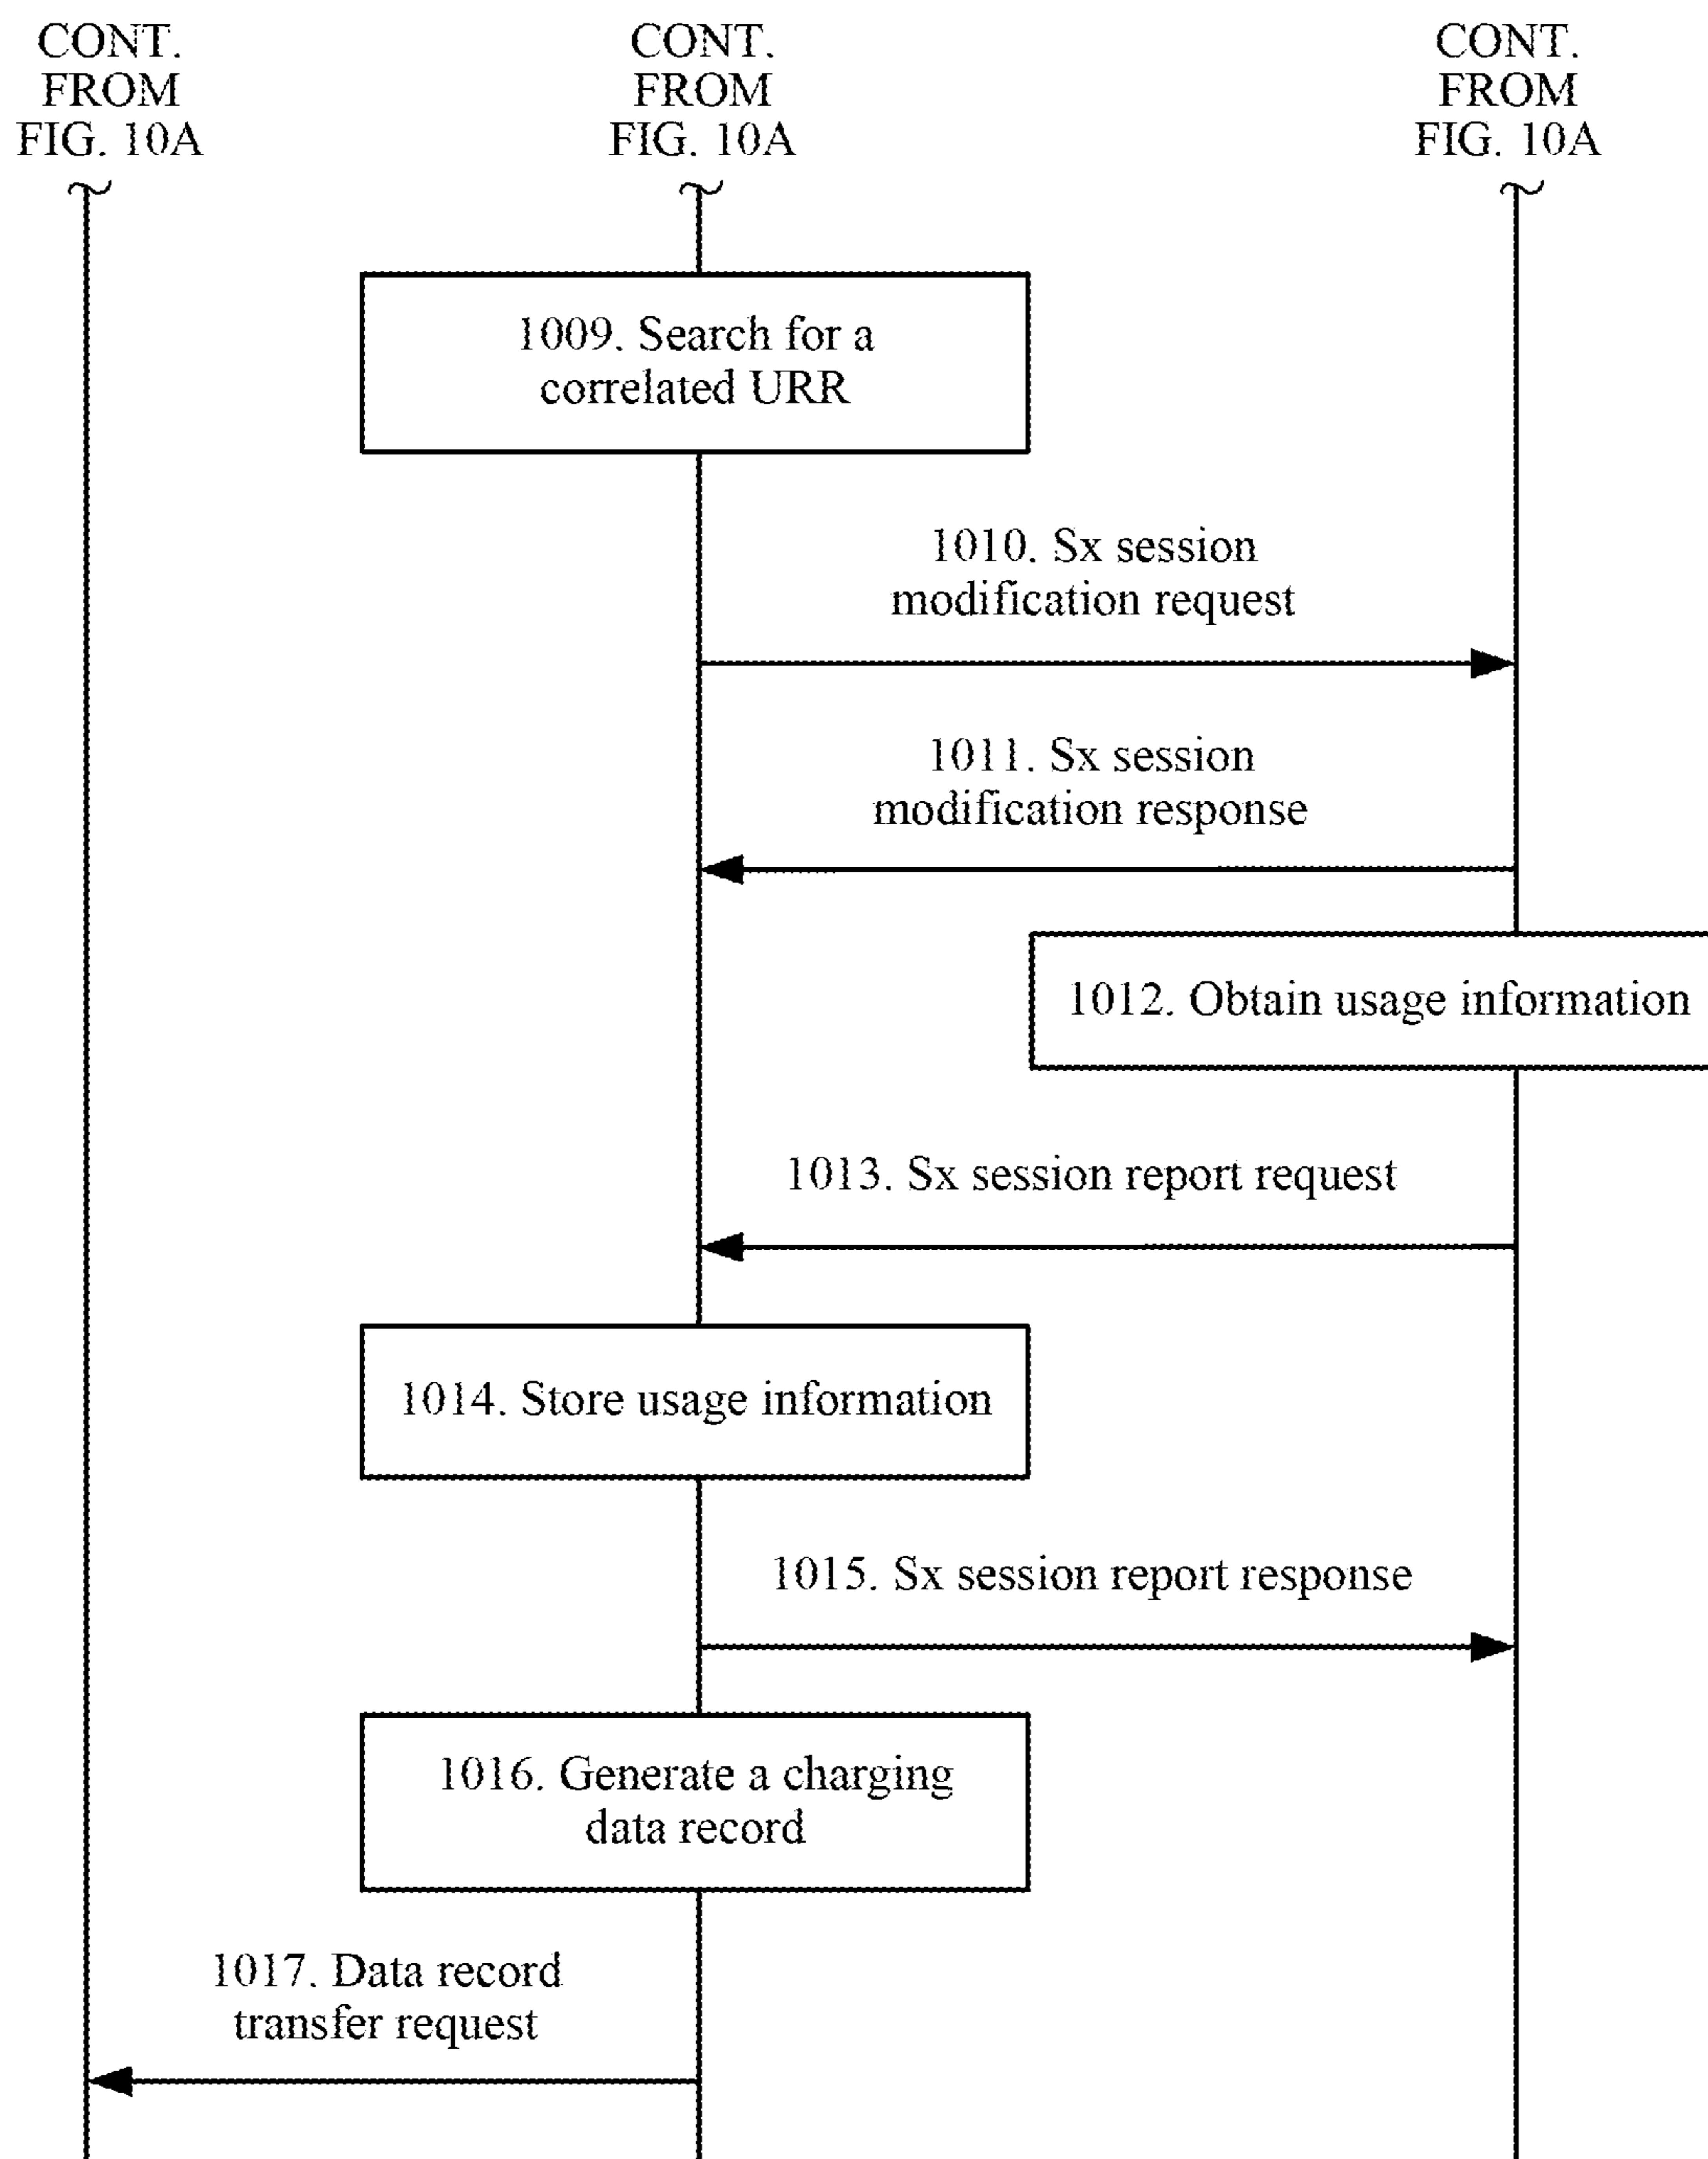 CONT.
FROM
FIG. 10A
CONT.
FROM
FIG. 10A
CONT.
FROM
FIG. 10A
1009. Search for a
correlated URR
1010. Sx session
modification request
1011. Sx session
modification response
1012. Obtain usage information
1013. Sx session report request
1014. Store usage information
1015. Sx session report response
1016. Generate a charging
data record
1017. Data record
transfer request